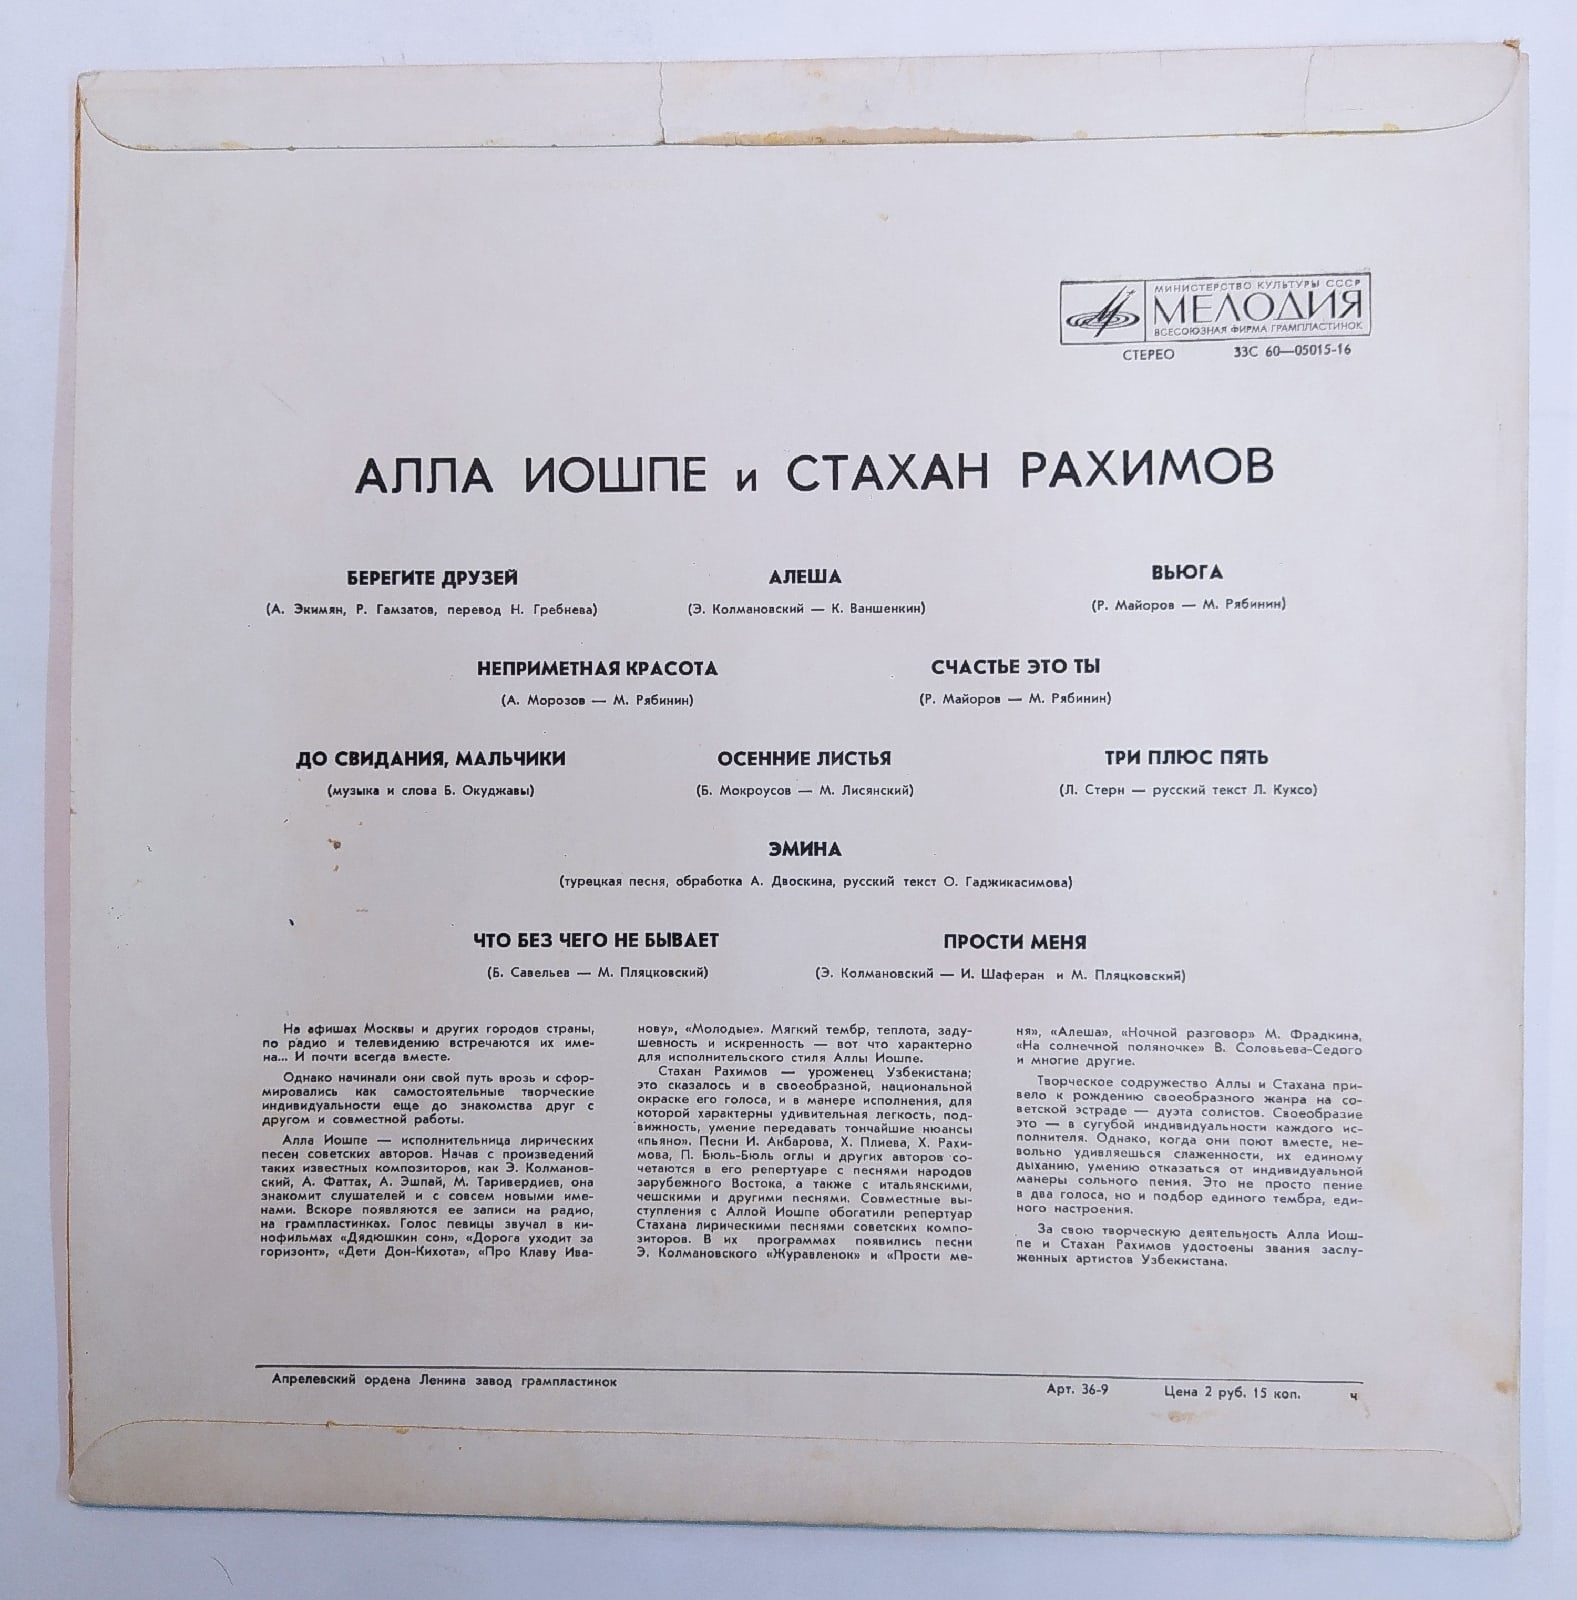 МИНИСТЕРСТВО КУЛЬТУРЫ СССР
МЕЛОДИЯ
ВСЕСОЮЗНАЯ ФИРМА ГРАМПЛАСТИНОК
СТЕРЕО 33С 60—05015-16
АЛЛА ИОШПЕ и СТАХАН РАХИМОВ
БЕРЕГИТЕ ДРУЗЕЙ
(А. Экимян, Р. Гамзатов, перевод Н. Гребнева)
АЛЕША
(Э. Колмановский — К. Ваншенкин)
ВЬЮГА
(Р. Майоров — М. Рябинин)
НЕПРИМЕТНАЯ КРАСОТА
(А. Морозов — М. Рябинин)
СЧАСТЬЕ ЭТО ТЫ
(Р. Майоров — М. Рябинин)
ДО СВИДАНИЯ, МАЛЬЧИКИ
(музыка и слова Б. Окуджавы)
ОСЕННИЕ ЛИСТЬЯ
(Б. Мокроусов — М. Лисянский)
ТРИ ПЛЮС ПЯТЬ
(Л. Стерн — русский текст Л. Куксо)
ЭМИНА
(турецкая песня, обработка А. Двоскина, русский текст О. Гаджикасимова)
ЧТО БЕЗ ЧЕГО НЕ БЫВАЕТ
(Б. Савельев — М. Пляцковский)
ПРОСТИ МЕНЯ
(Э. Колмановский — И. Шаферан и М. Пляцковский)
На афишах Москвы и других городов страны,
по радио и телевидению встречаются их име-
на... И почти всегда вместе.
Однако начинали они свой путь врозь и сфор-
мировались как самостоятельные творческие
индивидуальности еще до знакомства друг с
другом и совместной работы.
Алла Иошпе — исполнительница лирических
песен советских авторов. Начав с произведений
таких известных композиторов, как Э. Колманов-
ский, А. Фаттах, А. Эшпай, М. Таривердиев, она
знакомит слушателей и с совсем новыми име-
нами. Вскоре появляются ее записи на радио,
на грампластинках. Голос певицы звучал в ки-
нофильмах «Дядюшкин сон», «Дорога уходит за
горизонт», «Дети Дон-Кихота», «Про Клаву Ива-
нову», «Молодые». Мягкий тембр, теплота, заду-
шевность и искренность — вот что характерно
для исполнительского стиля Аллы Иошпе.
Стахан Рахимов — уроженец Узбекистана;
это сказалось и в своеобразной, национальной
окраске его голоса, и в манере исполнения, для
которой характерны удивительная легкость, под-
вижность, умение передавать тончайшие нюансы
«пьяно». Песни И. Акбарова, Х. Плиева, Х. Рахи-
мова, П. Бюль-Бюль оглы и других авторов со-
четаются в его репертуаре с песнями народов
зарубежного Востока, а также с итальянскими,
чешскими и другими песнями. Совместные вы-
ступления с Аллой Иошпе обогатили репертуар
Стахана лирическими песнями советских компо-
зиторов. В их программах появились песни
Э. Колмановского «Журавленок» и «Прости ме-
ня», «Алеша», «Ночной разговор» М. Фрадкина,
«На солнечной поляночке» В. Соловьева-Седого
и многие другие.
Творческое содружество Аллы и Стахана при-
вело к рождению своеобразного жанра на со-
ветской эстраде — дуэта солистов. Своеобразие
это — в сугубой индивидуальности каждого ис-
полнителя. Однако, когда они поют вместе, не-
вольно удивляешься слаженности, их единому
дыханию, умению отказаться от индивидуальной
манеры сольного пения. Это не просто пение
в два голоса, но и подбор единого тембра, еди-
ного настроения.
За свою творческую деятельность Алла Иош-
пе и Стахан Рахимов удостоены звания заслу-
женных артистов Узбекистана.
Апрелевский ордена Ленина завод грампластинок
Арт. 36-9 Цена 2 руб. 15 коп. ч